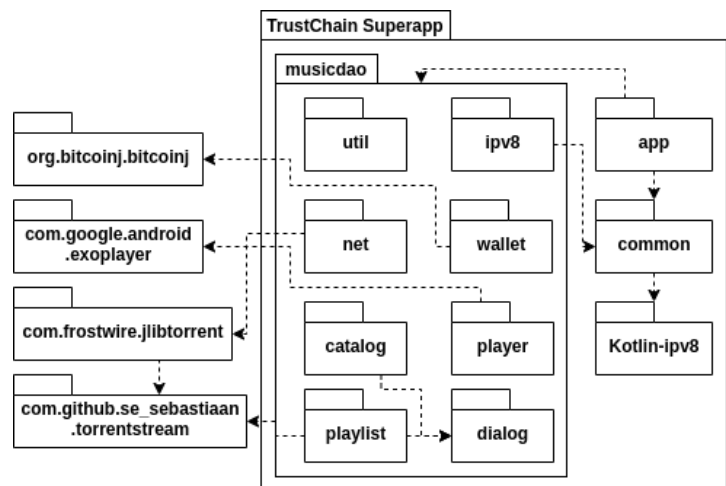 TrustChain Superapp
musicdao
org.bitcoinj.bitcoinj
util
ipv8
app
com.google.android
.exoplayer
net
wallet
common
com.frostwire.jlibtorrent
catalog
player
Kotlin-ipv8
com.github.se_sebastiaan
.torrentstream
playlist
dialog